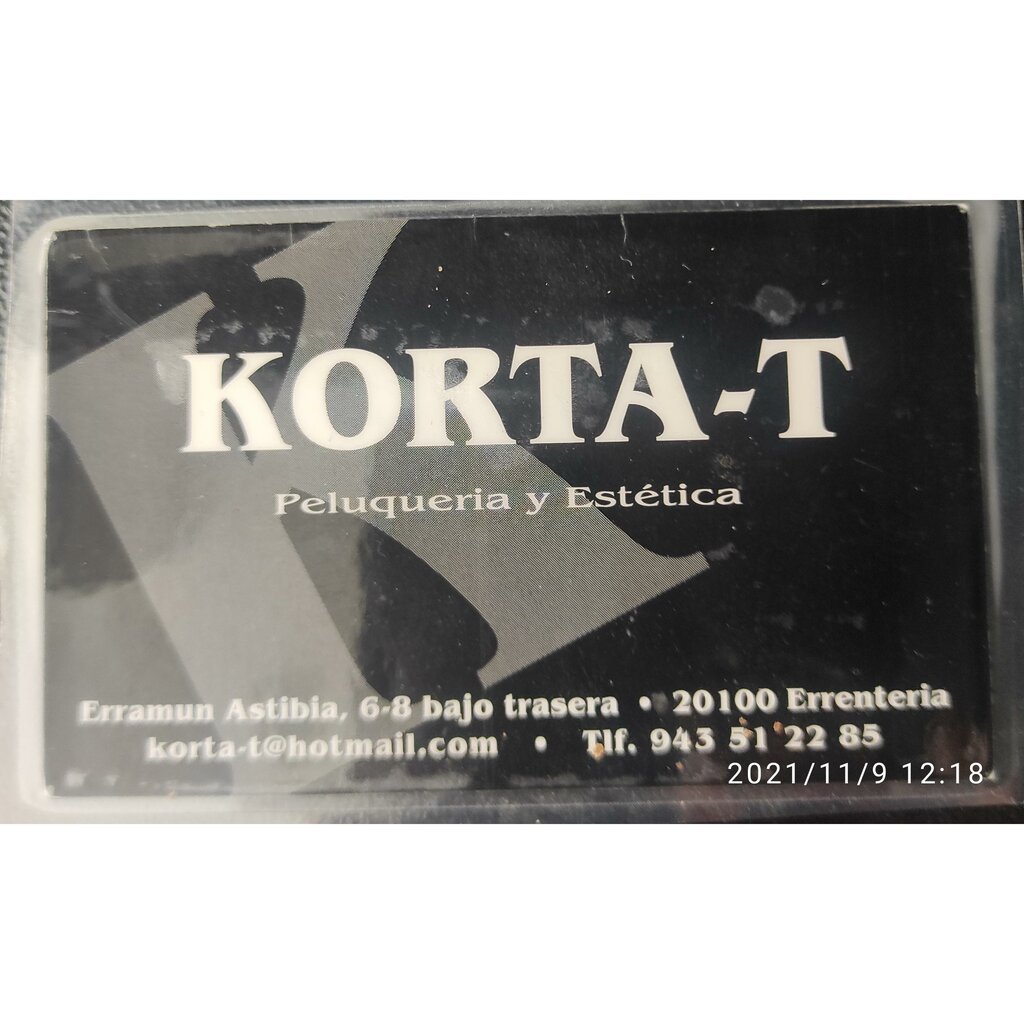 KORTA-T
Peluqueria y Estética
Erramun Astibia, 6-8 bajo trasera • 20100 Errenteria
korta-t@hotmail.com • Tlf. 943 51 22 85
2021/11/9 12:18